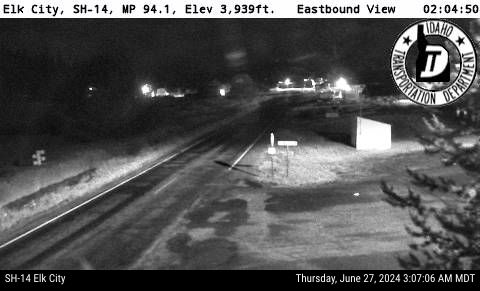 Elk City, SH-14, MP 94.1, Elev 3,939ft.   Eastbound View   02:04:50
IDAHO
TRANSPORTATION DEPARTMENT
SH-14 Elk City   Thursday, June 27, 2024 3:07:06 AM MDT